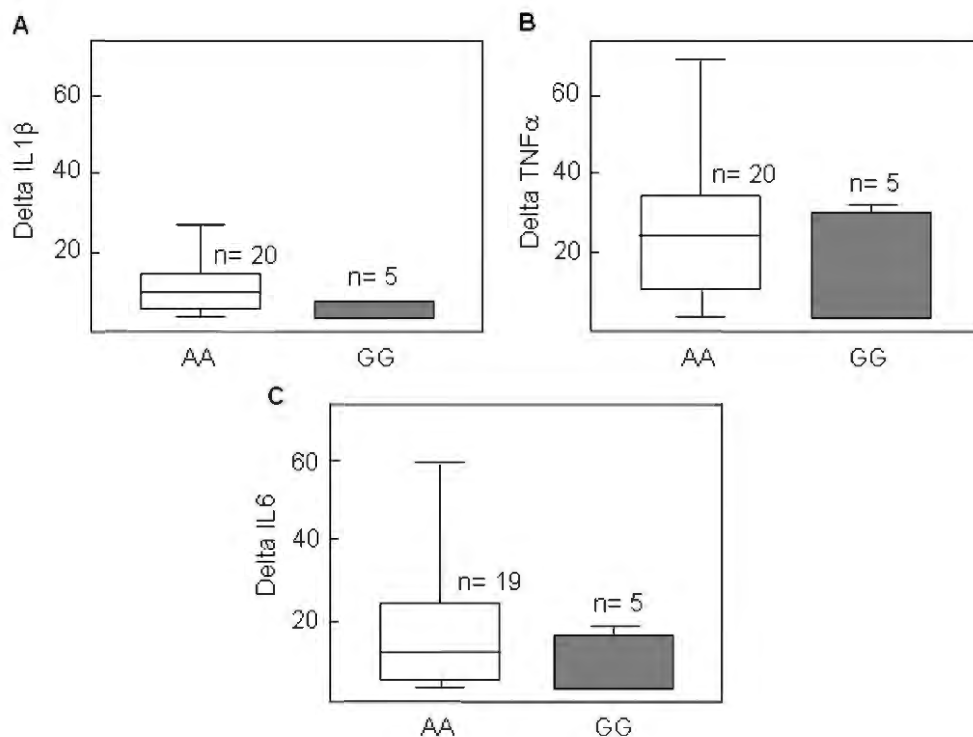 A
Delta IL1β
60
40
20
n= 20
n= 5
AA
GG
B
Delta TNFα
60
40
20
n= 20
n= 5
AA
GG
C
Delta IL6
60
40
20
n= 19
n= 5
AA
GG